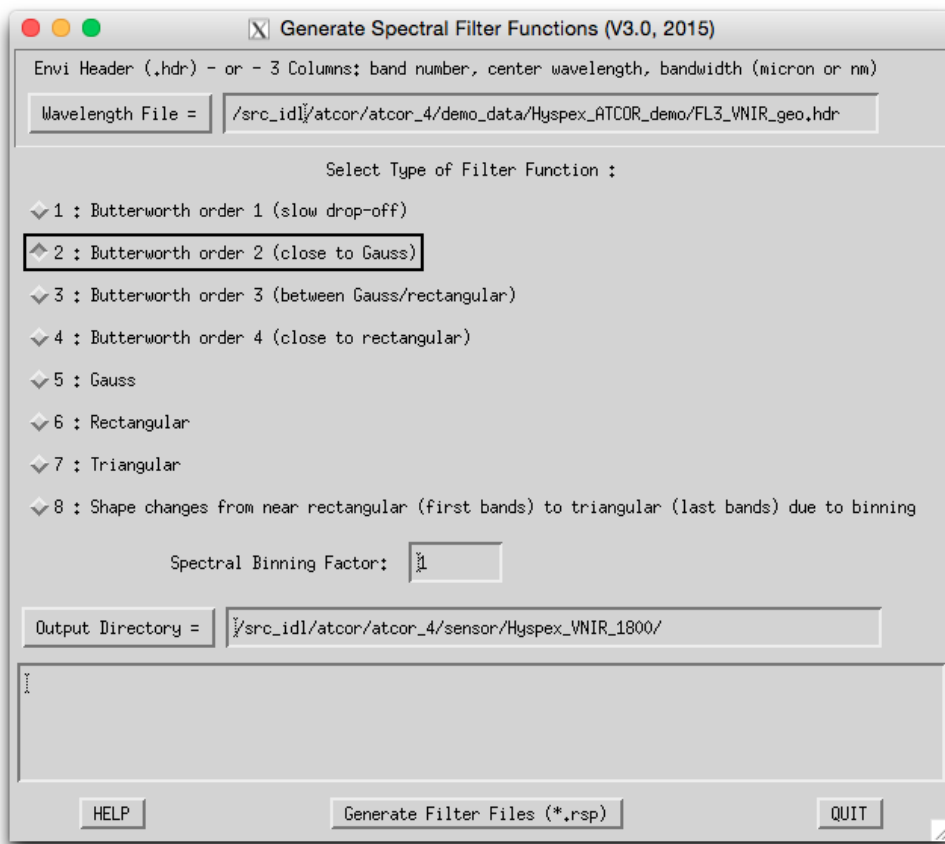 X Generate Spectral Filter Functions (V3.0, 2015)
Envi Header (.hdr) - or - 3 Columns: band number, center wavelength, bandwidth (micron or nm)
Wavelength File = /src_idl/atcor/atcor_4/demo_data/Hyspex_ATCOR_demo/FL3_VNIR_geo.hdr
Select Type of Filter Function :
1 : Butterworth order 1 (slow drop-off)
2 : Butterworth order 2 (close to Gauss)
3 : Butterworth order 3 (between Gauss/rectangular)
4 : Butterworth order 4 (close to rectangular)
5 : Gauss
6 : Rectangular
7 : Triangular
8 : Shape changes from near rectangular (first bands) to triangular (last bands) due to binning
Spectral Binning Factor: 1
Output Directory = /src_idl/atcor/atcor_4/sensor/Hyspex_VNIR_1800/
HELP Generate Filter Files (*.rsp) QUIT